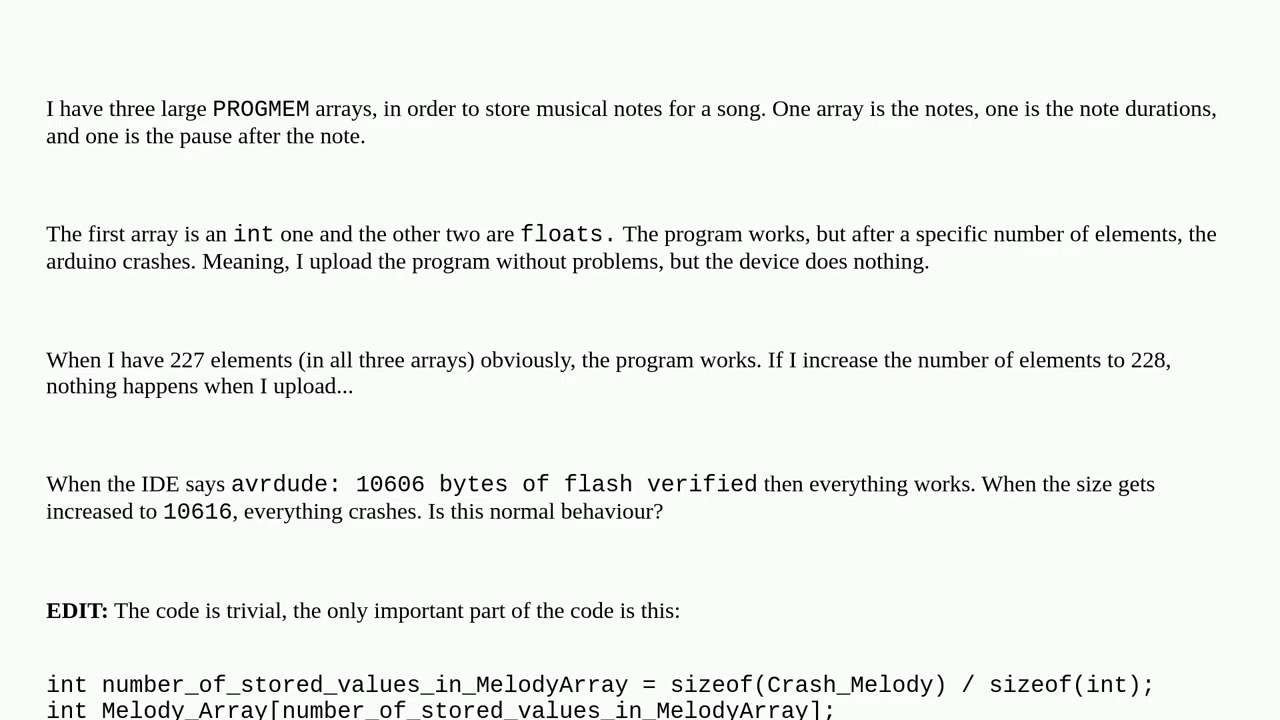 I have three large PROGMEM arrays, in order to store musical notes for a song. One array is the notes, one is the note durations,
and one is the pause after the note.
The first array is an int one and the other two are floats. The program works, but after a specific number of elements, the
arduino crashes. Meaning, I upload the program without problems, but the device does nothing.
When I have 227 elements (in all three arrays) obviously, the program works. If I increase the number of elements to 228,
nothing happens when I upload...
When the IDE says avrdude: 10606 bytes of flash verified then everything works. When the size gets
increased to 10616, everything crashes. Is this normal behaviour?
EDIT: The code is trivial, the only important part of the code is this:
int number_of_stored_values_in_MelodyArray = sizeof(Crash_Melody) / sizeof(int);
int Melody_Array[number_of_stored_values_in_MelodyArray];